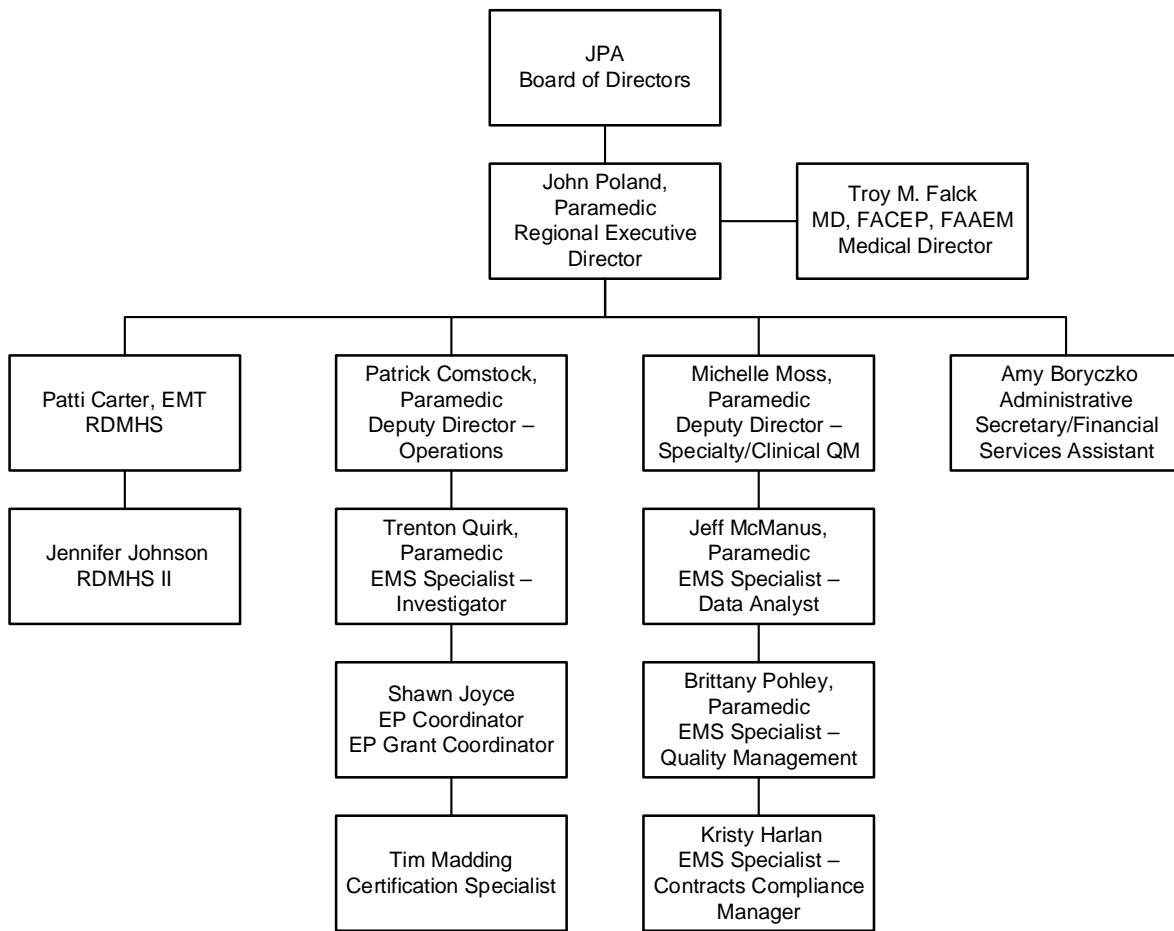 JPA
Board of Directors
John Poland,
Paramedic
Regional Executive
Director
Troy M. Falck
MD, FACEP, FAAEM
Medical Director
Patti Carter, EMT
RDMHS
Patrick Comstock,
Paramedic
Deputy Director –
Operations
Michelle Moss,
Paramedic
Deputy Director –
Specialty/Clinical QM
Amy Boryczko
Administrative
Secretary/Financial
Services Assistant
Jennifer Johnson
RDMHS II
Trenton Quirk,
Paramedic
EMS Specialist –
Investigator
Jeff McManus,
Paramedic
EMS Specialist –
Data Analyst
Shawn Joyce
EP Coordinator
EP Grant Coordinator
Brittany Pohley,
Paramedic
EMS Specialist –
Quality Management
Tim Madding
Certification Specialist
Kristy Harlan
EMS Specialist –
Contracts Compliance
Manager